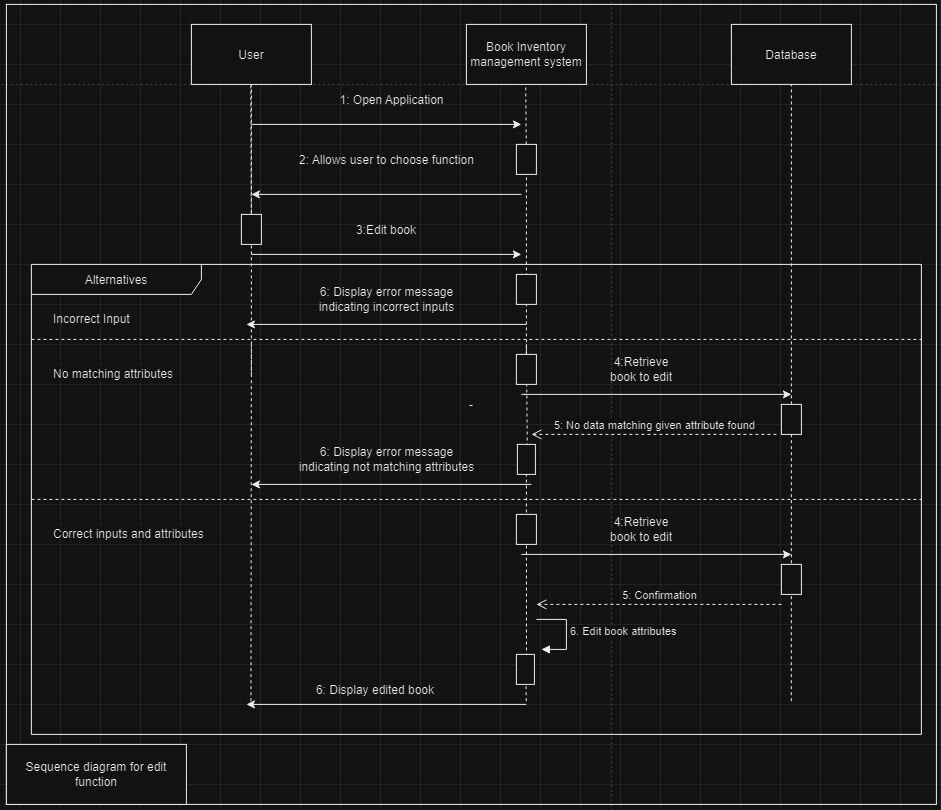 User
Book Inventory
management system
Database
1: Open Application
2: Allows user to choose function
3:Edit book
Alternatives
6: Display error message
indicating incorrect inputs
Incorrect Input
No matching attributes
4:Retrieve
book to edit
-
5: No data matching given attribute found
6: Display error message
indicating not matching attributes
Correct inputs and attributes
4:Retrieve
book to edit
5: Confirmation
6. Edit book attributes
6: Display edited book
Sequence diagram for edit
function